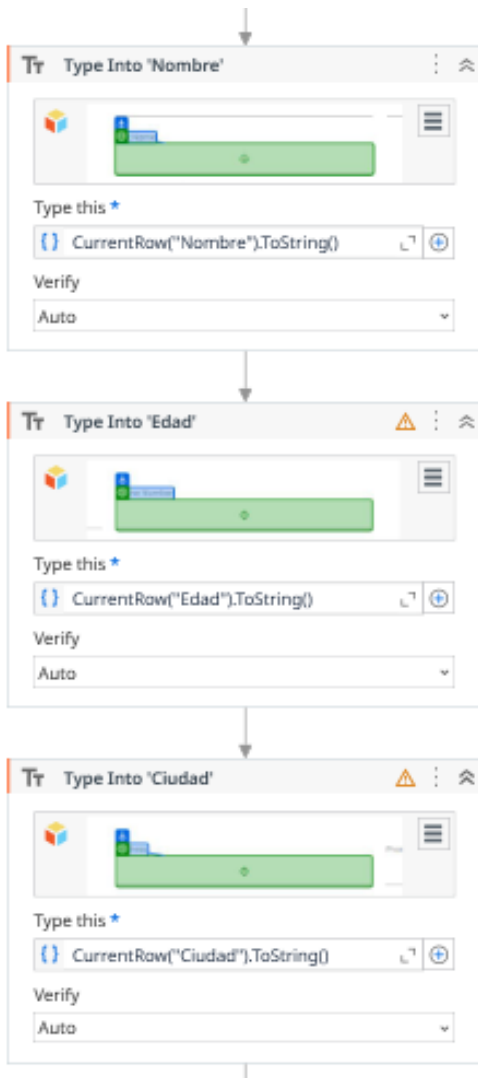 Type Into 'Nombre'
Type this *
CurrentRow("Nombre").ToString()
Verify
Auto
Type Into 'Edad'
Type this *
CurrentRow("Edad").ToString()
Verify
Auto
Type Into 'Ciudad'
Type this *
CurrentRow("Ciudad").ToString()
Verify
Auto